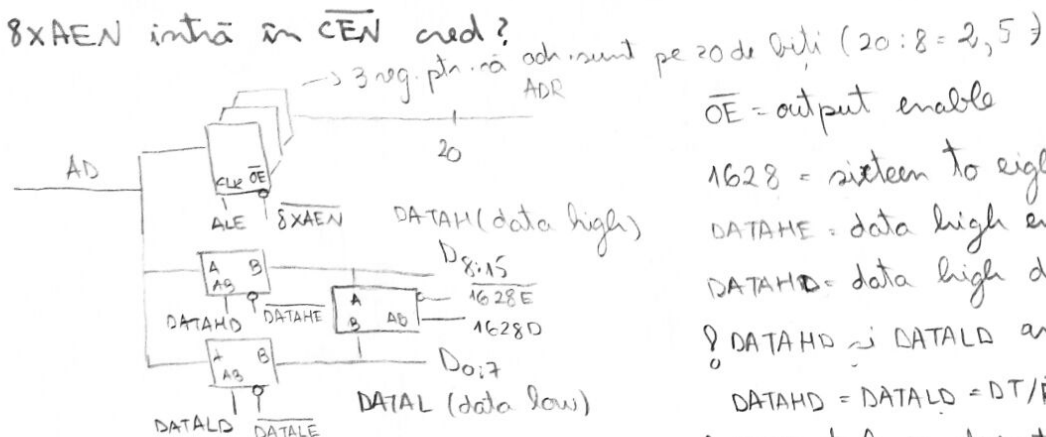 8XAEN intră în CEN cred?
→ 3 reg. ptr. că adr. sunt pe 20 de biți (20:8=2,5 ⇒
ADR
20
AD
CLK OE
ALE 8XAEN
OE = output enable
1628 = sixteen to eigh
DATAH (data high)
DATAHE = data high e
D8:15
A B
AB
1628E
A
B AB
1628D
DATAHD DATAHE
DATAHD = data high d
A B
AB
D0:7
! DATAHD și DATALD a
DATALD DATALE
DATAL (data low)
DATAHD = DATALD = DT/